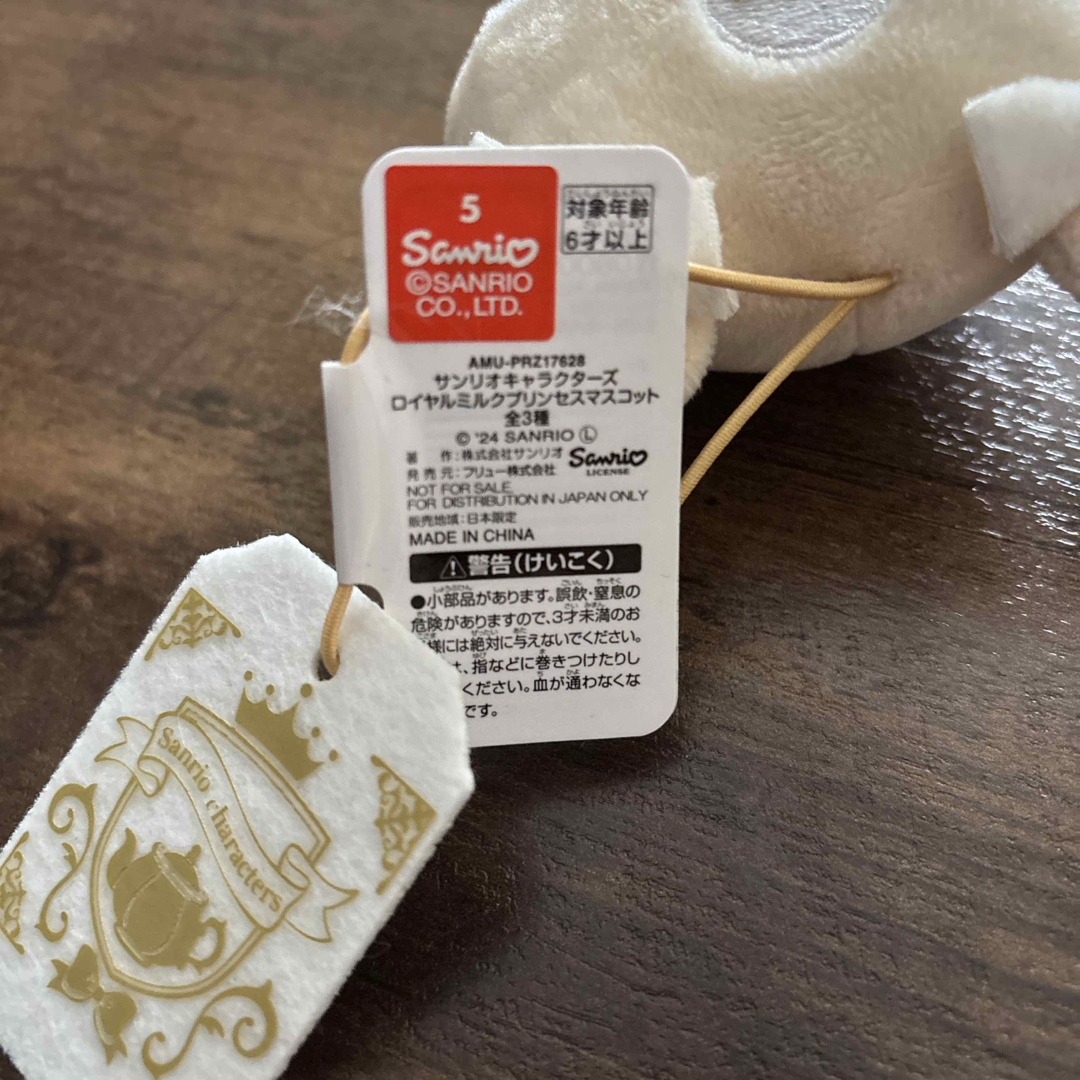 5
Sanrio
©SANRIO
CO.,LTD.
対象年齢
6才以上
AMU-PRZ17628
サンリオキャラクターズ
ロイヤルミルクプリンセスマスコット
全3種
© '24 SANRIO Ⓛ
著 作:株式会社サンリオ
発 売 元:フリュー株式会社
Sanrio
LICENSE
NOT FOR SALE
FOR DISTRIBUTION IN JAPAN ONLY
販売地域:日本限定
MADE IN CHINA
⚠警告(けいこく)
●小部品があります。誤飲・窒息の
危険がありますので、3才未満のお
様には絶対に与えないでください。
、指などに巻きつけたりし
ください。血が通わなくな
です。
Sanrio characters